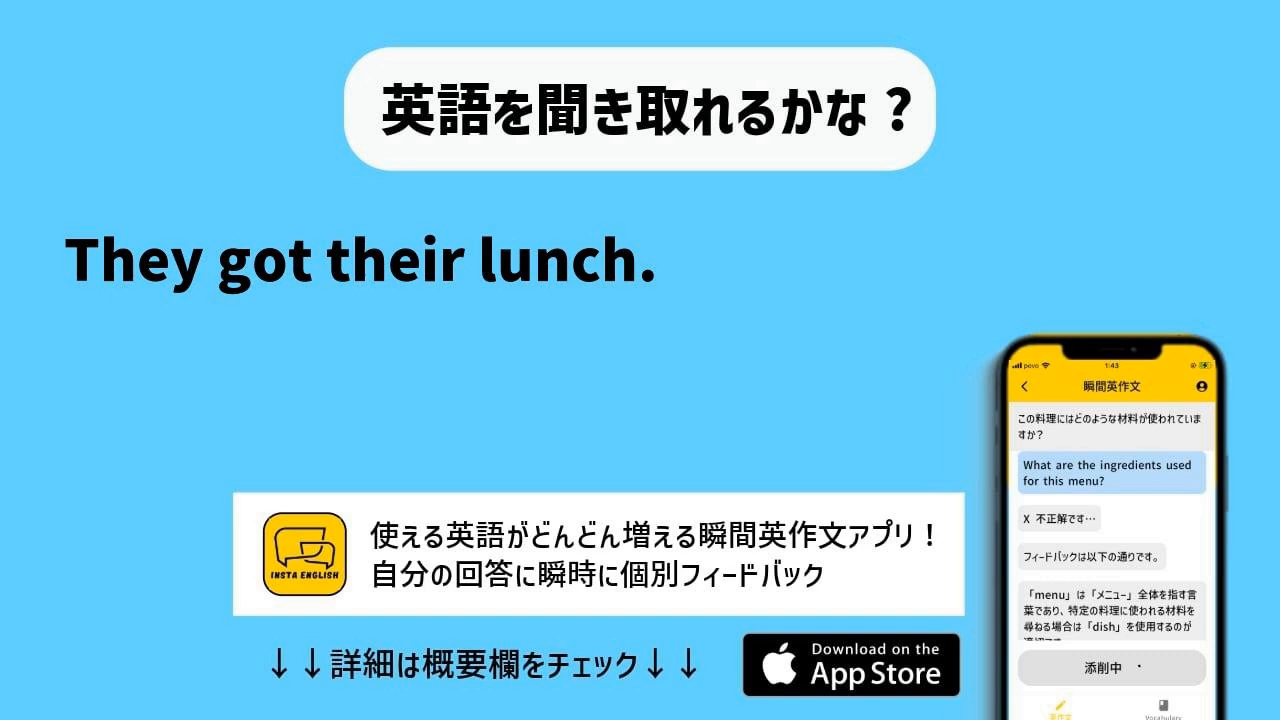 英語を聞き取れるかな？
They got their lunch.
povo
1:43
瞬間英作文
この料理にはどのような材料が使われていま
すか？
What are the ingredients used
for this menu?
X 不正解です…
フィードバックは以下の通りです。
「menu」は「メニュー」全体を指す言
葉であり、特定の料理に使われる材料を
尋ねる場合は「dish」を使用するのが
添削中
英作文
Vocabulary
INSTA ENGLISH
使える英語がどんどん増える瞬間英作文アプリ！
自分の回答に瞬時に個別フィードバック
↓↓詳細は概要欄をチェック↓↓
Download on the
App Store